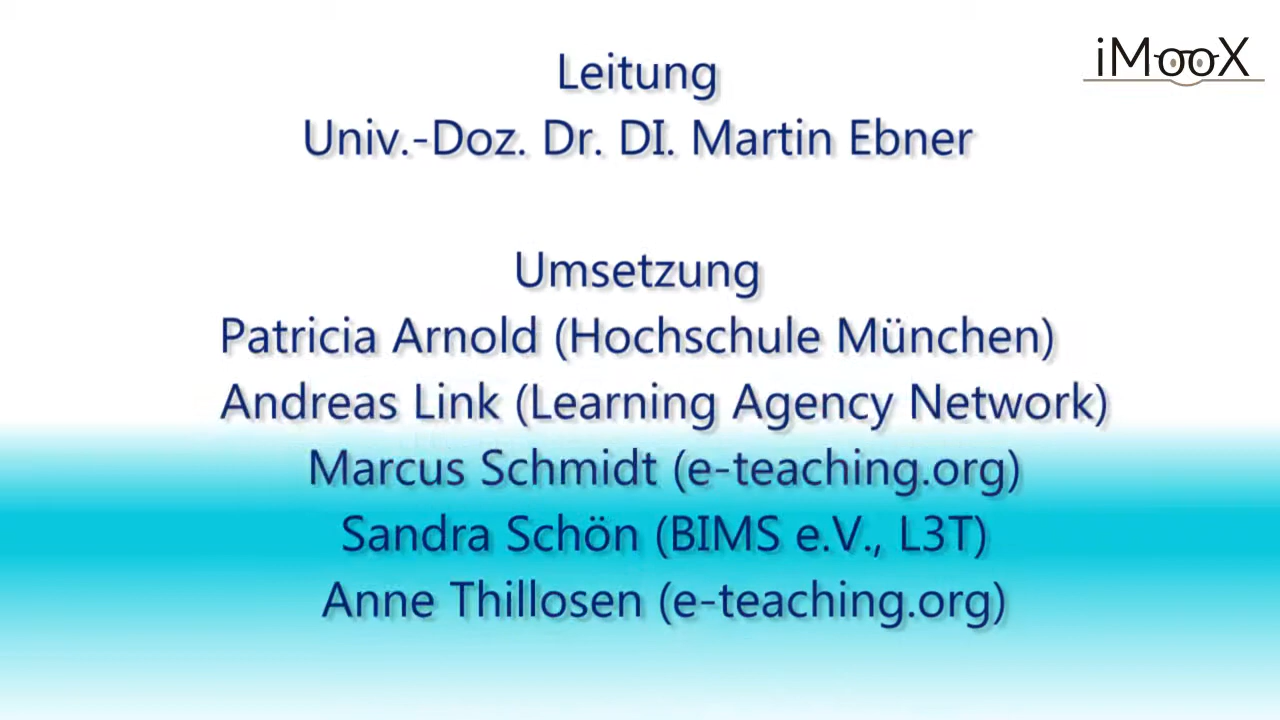 iMooX
Leitung
Univ.-Doz. Dr. DI. Martin Ebner
Umsetzung
Patricia Arnold (Hochschule München)
Andreas Link (Learning Agency Network)
Marcus Schmidt (e-teaching.org)
Sandra Schön (BIMS e.V., L3T)
Anne Thillosen (e-teaching.org)